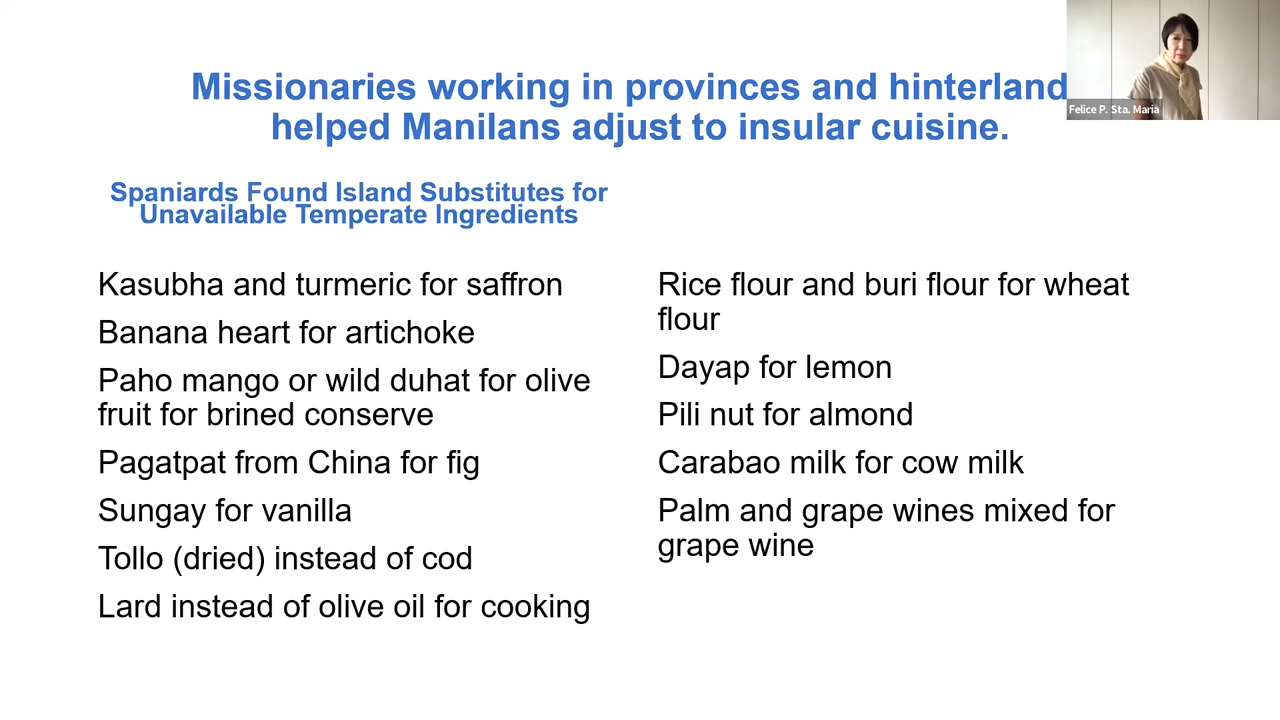 Missionaries working in provinces and hinterland
helped Manilans adjust to insular cuisine.
Felice P. Sta. Maria
Spaniards Found Island Substitutes for
Unavailable Temperate Ingredients
Kasubha and turmeric for saffron
Banana heart for artichoke
Paho mango or wild duhat for olive
fruit for brined conserve
Pagatpat from China for fig
Sungay for vanilla
Tollo (dried) instead of cod
Lard instead of olive oil for cooking
Rice flour and buri flour for wheat
flour
Dayap for lemon
Pili nut for almond
Carabao milk for cow milk
Palm and grape wines mixed for
grape wine